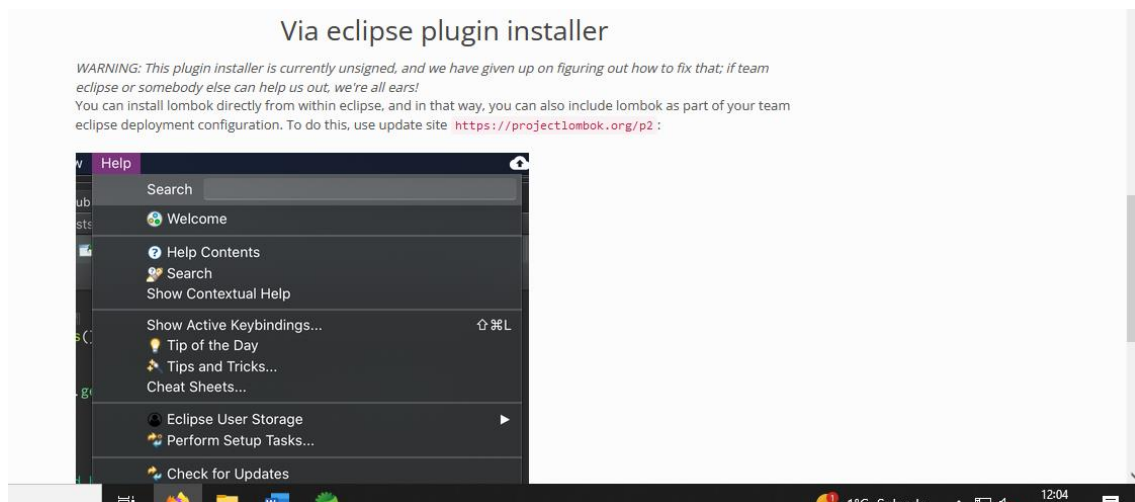 Via eclipse plugin installer
WARNING: This plugin installer is currently unsigned, and we have given up on figuring out how to fix that; if team
eclipse or somebody else can help us out, we're all ears!
You can install lombok directly from within eclipse, and in that way, you can also include lombok as part of your team
eclipse deployment configuration. To do this, use update site https://projectlombok.org/p2 :
w Help
Search
ub
Welcome
sts
Help Contents
Search
Show Contextual Help
Show Active Keybindings... ⇧⌘L
s()
Tip of the Day
Tips and Tricks...
Cheat Sheets...
.ge
Eclipse User Storage ▶
Perform Setup Tasks...
Check for Updates
12:04